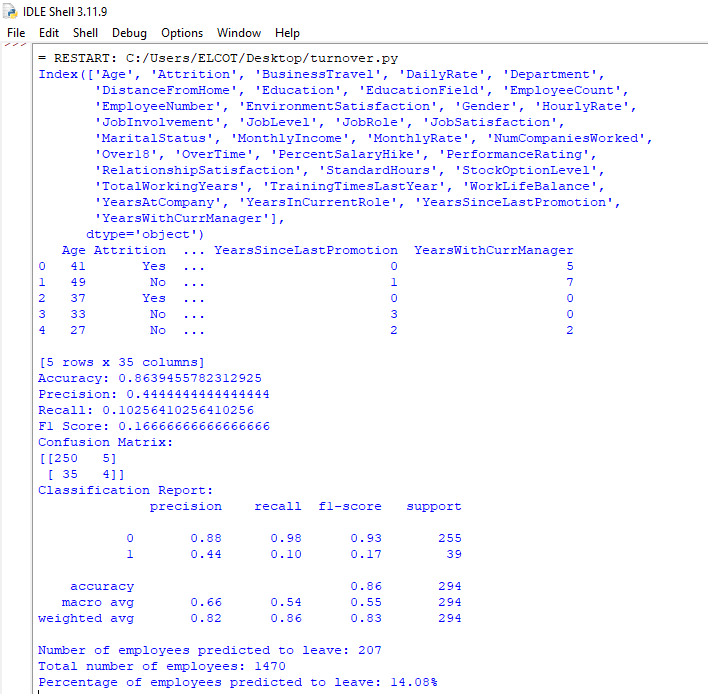 IDLE Shell 3.11.9
File Edit Shell Debug Options Window Help
>>>
= RESTART: C:/Users/ELCOT/Desktop/turnover.py
Index(['Age', 'Attrition', 'BusinessTravel', 'DailyRate', 'Department',
'DistanceFromHome', 'Education', 'EducationField', 'EmployeeCount',
'EmployeeNumber', 'EnvironmentSatisfaction', 'Gender', 'HourlyRate',
'JobInvolvement', 'JobLevel', 'JobRole', 'JobSatisfaction',
'MaritalStatus', 'MonthlyIncome', 'MonthlyRate', 'NumCompaniesWorked',
'Over18', 'OverTime', 'PercentSalaryHike', 'PerformanceRating',
'RelationshipSatisfaction', 'StandardHours', 'StockOptionLevel',
'TotalWorkingYears', 'TrainingTimesLastYear', 'WorkLifeBalance',
'YearsAtCompany', 'YearsInCurrentRole', 'YearsSinceLastPromotion',
'YearsWithCurrManager'],
dtype='object')
Age Attrition ... YearsSinceLastPromotion YearsWithCurrManager
0 41 Yes ... 0 5
1 49 No ... 1 7
2 37 Yes ... 0 0
3 33 No ... 3 0
4 27 No ... 2 2
[5 rows x 35 columns]
Accuracy: 0.8639455782312925
Precision: 0.4444444444444444
Recall: 0.10256410256410256
F1 Score: 0.16666666666666666
Confusion Matrix:
[[250 5]
[ 35 4]]
Classification Report:
precision recall f1-score support
0 0.88 0.98 0.93 255
1 0.44 0.10 0.17 39
accuracy 0.86 294
macro avg 0.66 0.54 0.55 294
weighted avg 0.82 0.86 0.83 294
Number of employees predicted to leave: 207
Total number of employees: 1470
Percentage of employees predicted to leave: 14.08%